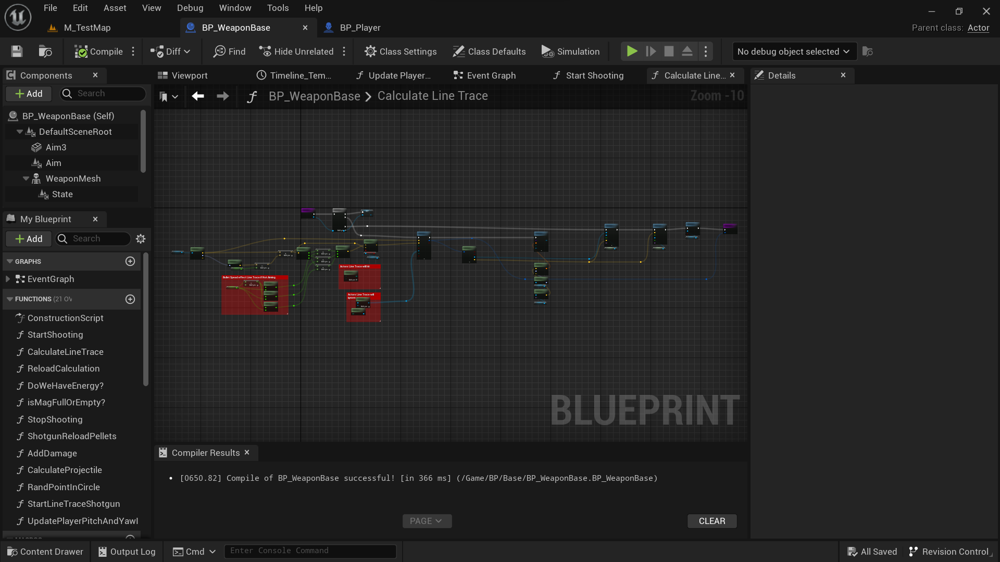 File Edit Asset View Debug Window Tools Help
M_TestMap
BP_WeaponBase
BP_Player
Parent class: Actor
Compile
Diff
Find
Hide Unrelated
Class Settings
Class Defaults
Simulation
No debug object selected
Components
Add
Search
BP_WeaponBase (Self)
DefaultSceneRoot
Aim3
Aim
WeaponMesh
State
My Blueprint
Add
Search
GRAPHS
EventGraph
FUNCTIONS (21 OV
ConstructionScript
StartShooting
CalculateLineTrace
ReloadCalculation
DoWeHaveEnergy?
isMagFullOrEmpty?
StopShooting
ShotgunReloadPellets
AddDamage
CalculateProjectile
RandPointInCircle
StartLineTraceShotgun
UpdatePlayerPitchAndYawI
Viewport
Timeline_Tem...
Update Player...
Event Graph
Start Shooting
Calculate Line...
BP_WeaponBase > Calculate Line Trace
Zoom -10
Bullet Spead effect Line Trace if Not Aiming
Actors Line Trace will hit
Actors Line Trace will
ignore
BLUEPRINT
Compiler Results
• [0650.82] Compile of BP_WeaponBase successful! [in 366 ms] (/Game/BP/Base/BP_WeaponBase.BP_WeaponBase)
PAGE
CLEAR
Details
Content Drawer
Output Log
Cmd
Enter Console Command
All Saved
Revision Control